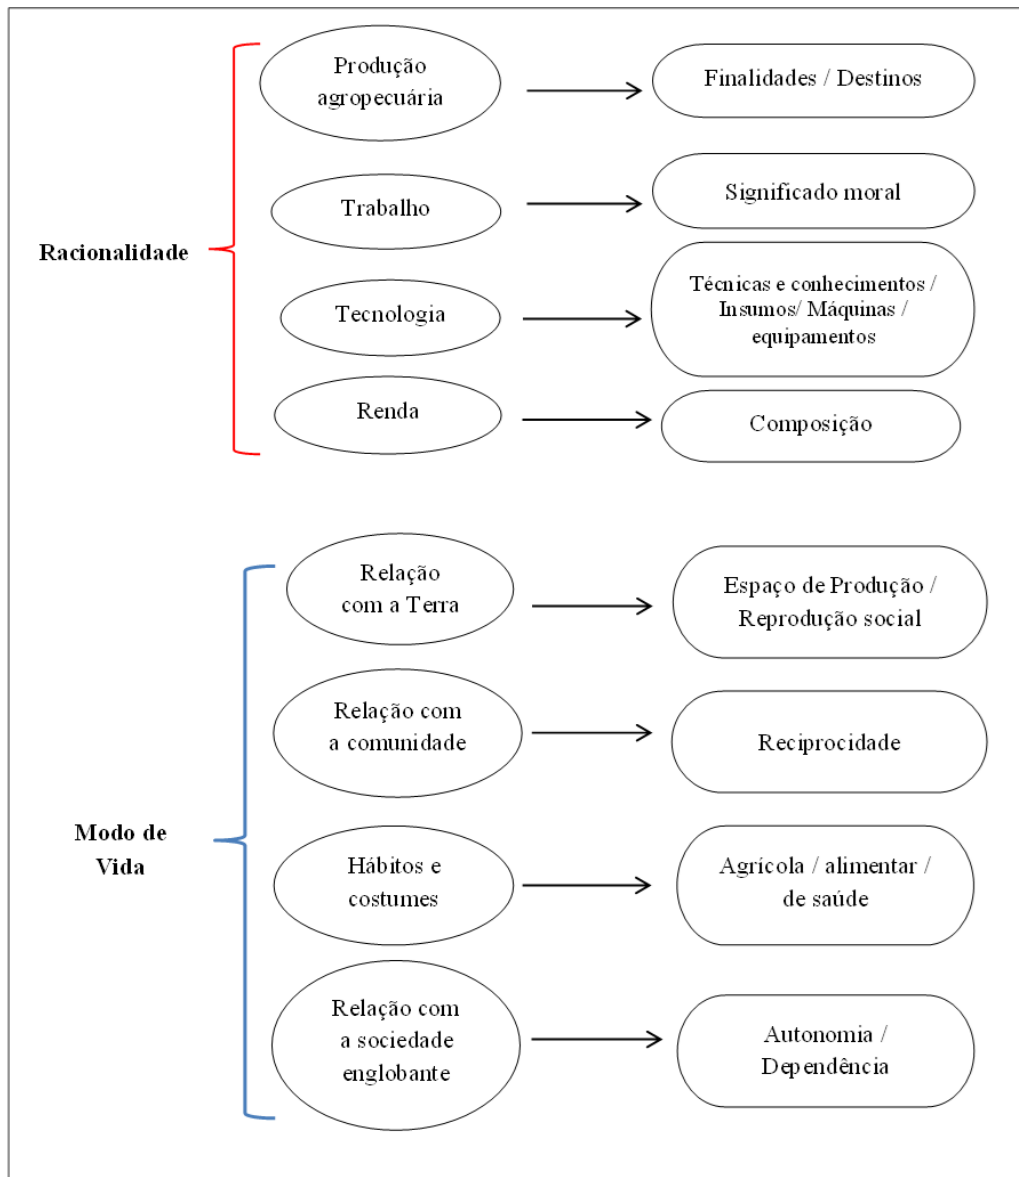 Produção
agropecuária
Finalidades / Destinos
Trabalho
Significado moral
Racionalidade
Tecnologia
Técnicas e conhecimentos /
Insumos/ Máquinas /
equipamentos
Renda
Composição
Relação
com a Terra
Espaço de Produção /
Reprodução social
Relação com
a comunidade
Reciprocidade
Modo de
Vida
Hábitos e
costumes
Agrícola / alimentar /
de saúde
Relação com
a sociedade
englobante
Autonomia /
Dependência